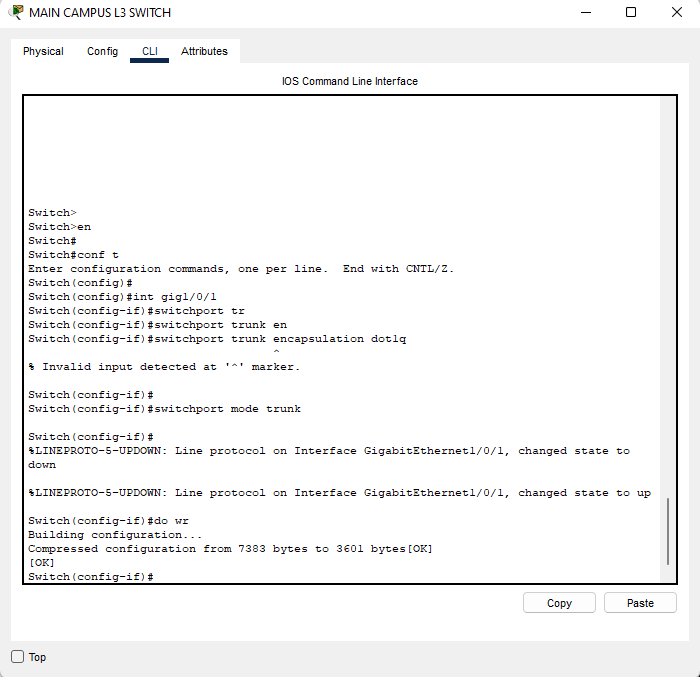 MAIN CAMPUS L3 SWITCH
Physical Config CLI Attributes
IOS Command Line Interface
Switch>
Switch>en
Switch#
Switch#conf t
Enter configuration commands, one per line.  End with CNTL/Z.
Switch(config)#
Switch(config)#int gig1/0/1
Switch(config-if)#switchport tr
Switch(config-if)#switchport trunk en
Switch(config-if)#switchport trunk encapsulation dot1q
^
% Invalid input detected at '^' marker.
Switch(config-if)#
Switch(config-if)#switchport mode trunk
Switch(config-if)#
%LINEPROTO-5-UPDOWN: Line protocol on Interface GigabitEthernet1/0/1, changed state to
down
%LINEPROTO-5-UPDOWN: Line protocol on Interface GigabitEthernet1/0/1, changed state to up
Switch(config-if)#do wr
Building configuration...
Compressed configuration from 7383 bytes to 3601 bytes[OK]
[OK]
Switch(config-if)#
Copy Paste
Top